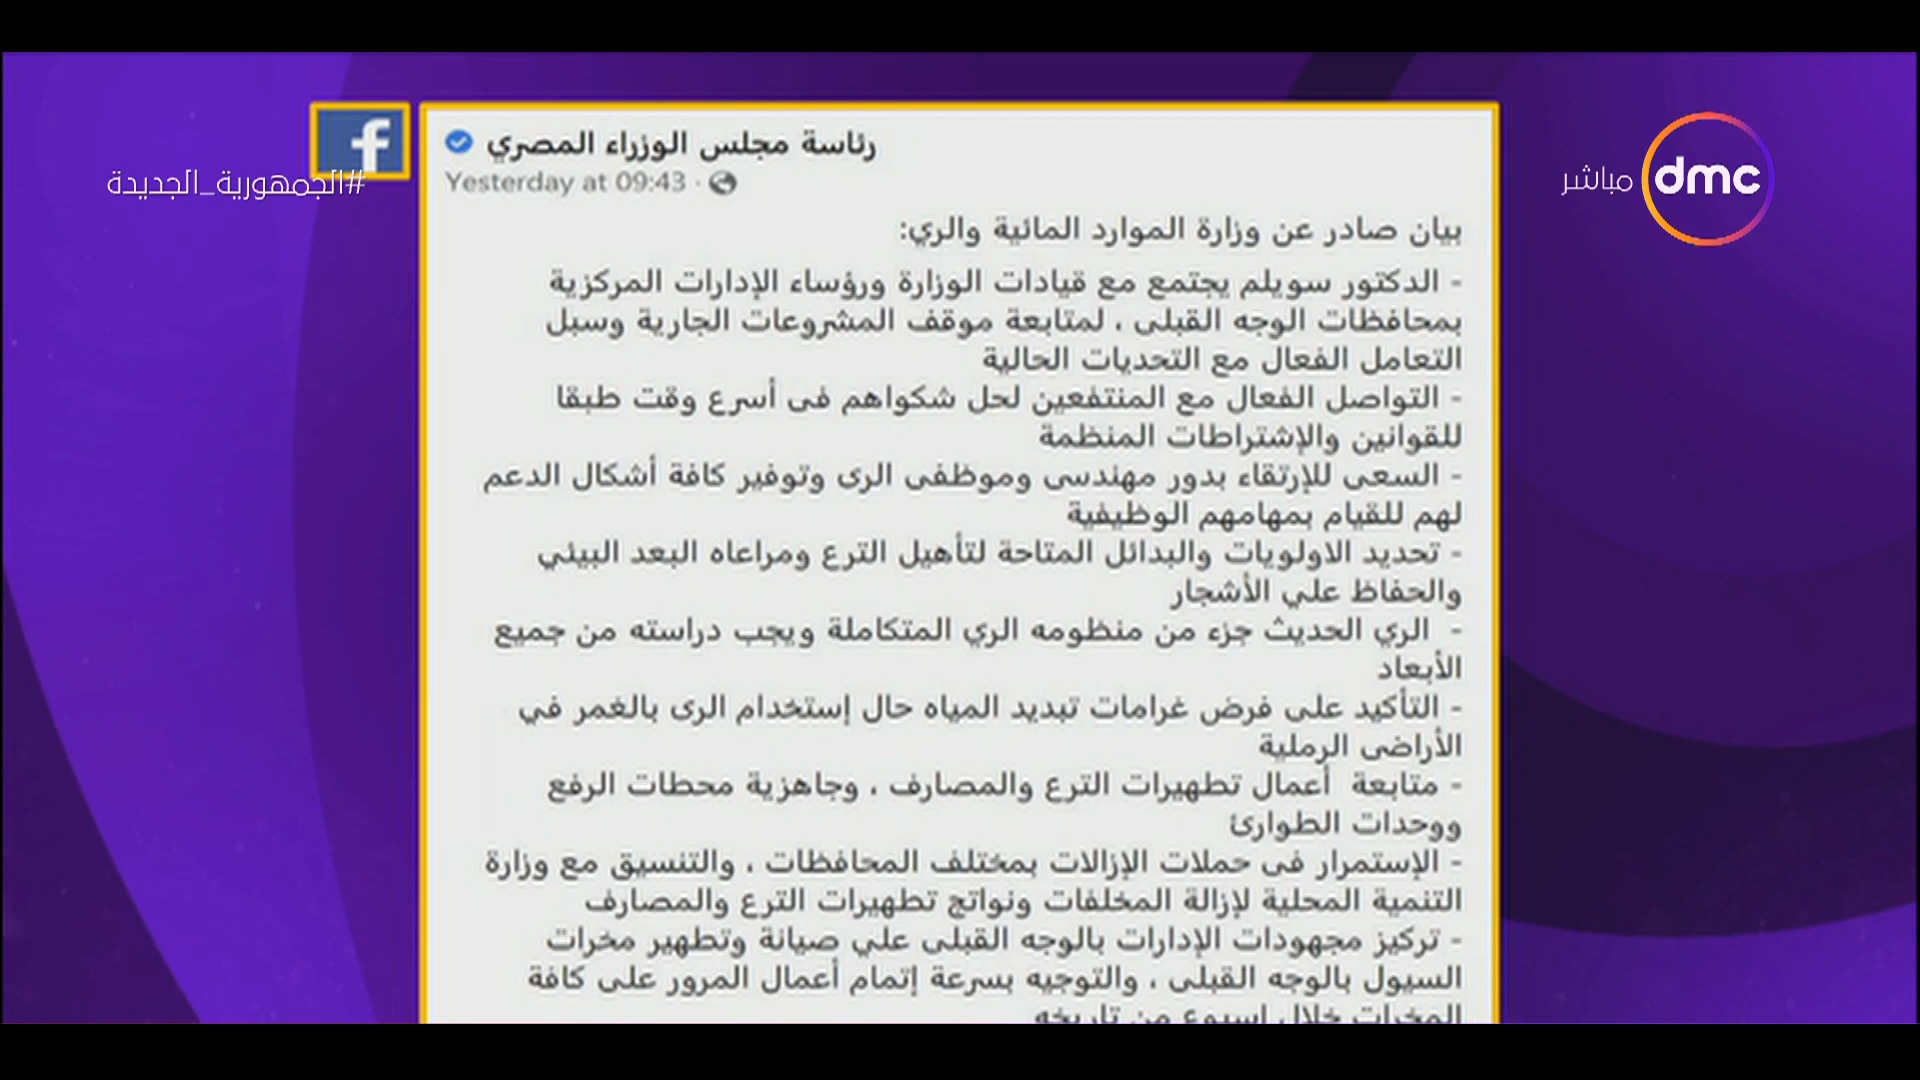 رئاسة مجلس الوزراء المصري
Yesterday at 09:43 ·
#الجمهورية_الجديدة
مباشر
dmc
بيان صادر عن وزارة الموارد المائية والري:
- الدكتور سويلم يجتمع مع قيادات الوزارة ورؤساء الإدارات المركزية
بمحافظات الوجه القبلى ، لمتابعة موقف المشروعات الجارية وسبل
التعامل الفعال مع التحديات الحالية
- التواصل الفعال مع المنتفعين لحل شكواهم فى أسرع وقت طبقا
للقوانين والإشتراطات المنظمة
- السعى للإرتقاء بدور مهندسى وموظفى الرى وتوفير كافة أشكال الدعم
لهم للقيام بمهامهم الوظيفية
- تحديد الاولويات والبدائل المتاحة لتأهيل الترع ومراعاه البعد البيئي
والحفاظ علي الأشجار
- الري الحديث جزء من منظومه الري المتكاملة ويجب دراسته من جميع
الأبعاد
- التأكيد على فرض غرامات تبديد المياه حال إستخدام الرى بالغمر في
الأراضى الرملية
- متابعة أعمال تطهيرات الترع والمصارف ، وجاهزية محطات الرفع
ووحدات الطوارئ
- الإستمرار فى حملات الإزالات بمختلف المحافظات ، والتنسيق مع وزارة
التنمية المحلية لإزالة المخلفات ونواتج تطهيرات الترع والمصارف
- تركيز مجهودات الإدارات بالوجه القبلى علي صيانة وتطهير مخرات
السيول بالوجه القبلى ، والتوجيه بسرعة إتمام أعمال المرور على كافة
المخرات خلال اسبوع من تاريخه